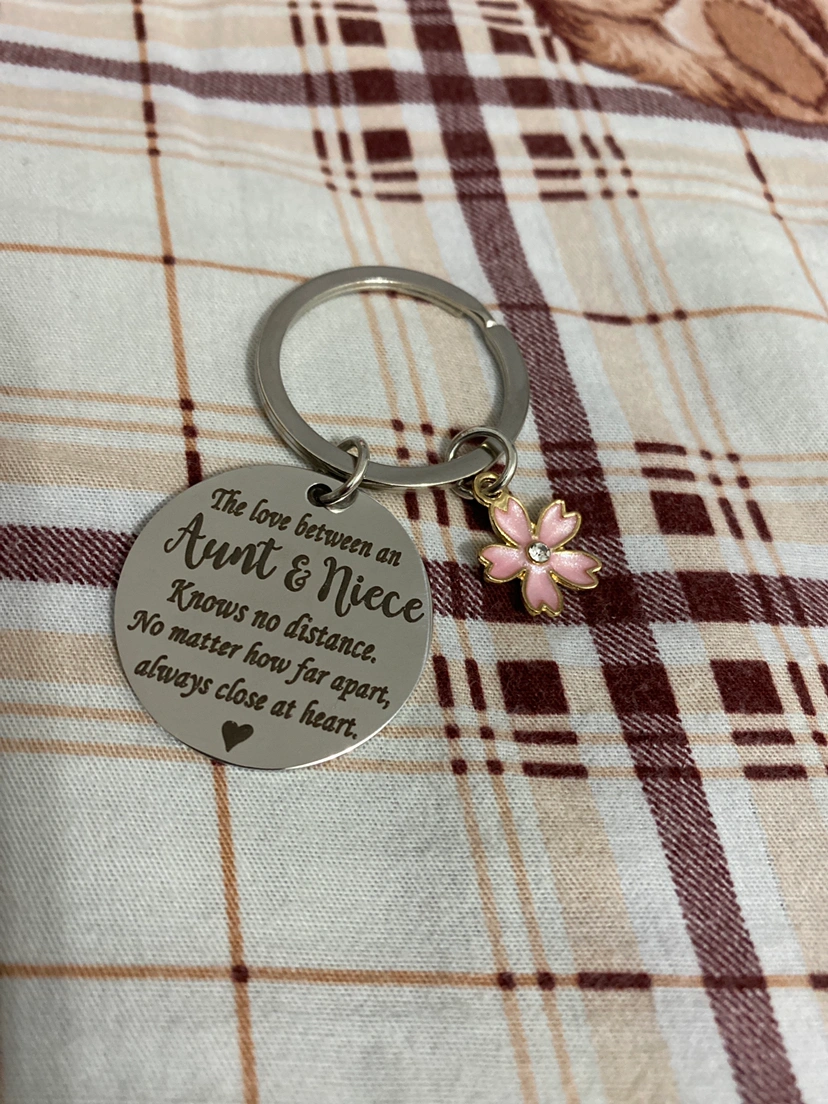 The love between an
Aunt & Niece
Knows no distance.
No matter how far apart,
always close at heart.